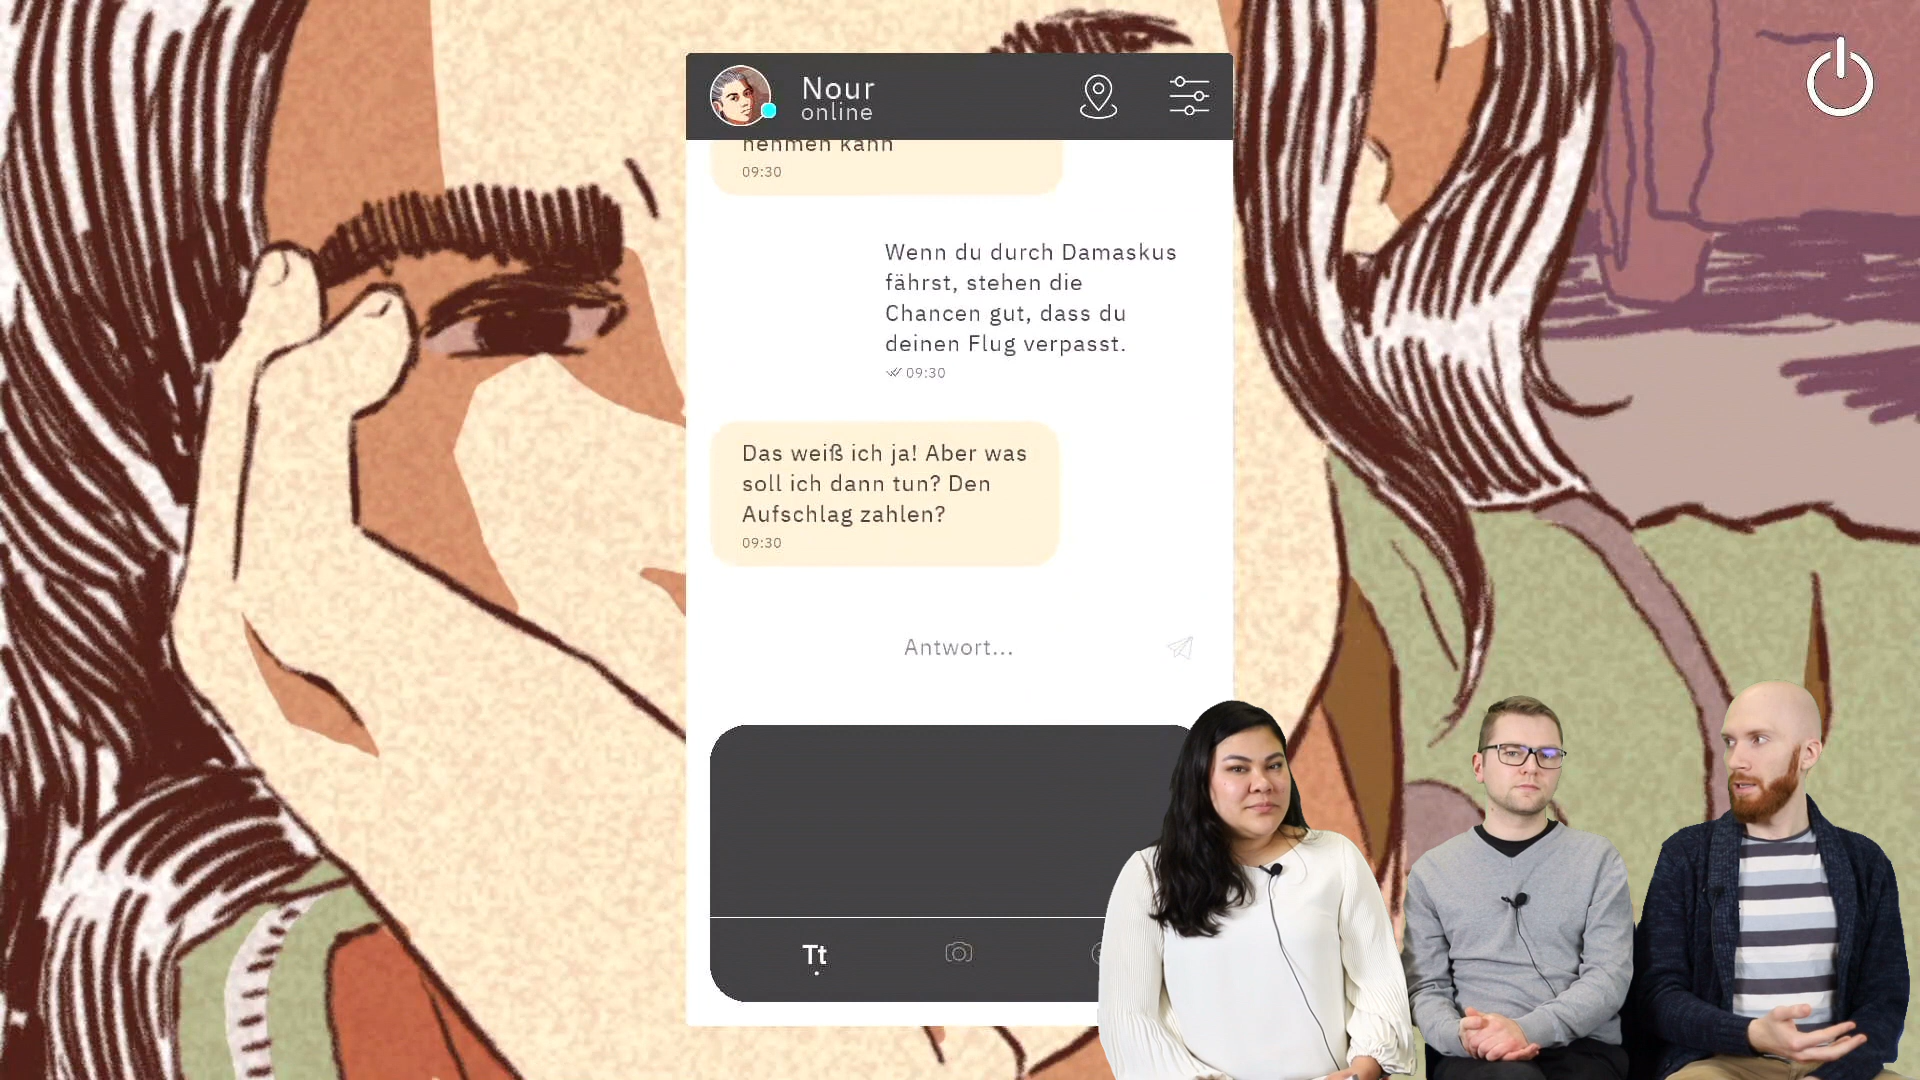 Nour
online
nehmen kann
09:30
Wenn du durch Damaskus
fährst, stehen die
Chancen gut, dass du
deinen Flug verpasst.
09:30
Das weiß ich ja! Aber was
soll ich dann tun? Den
Aufschlag zahlen?
09:30
Antwort...
Tt